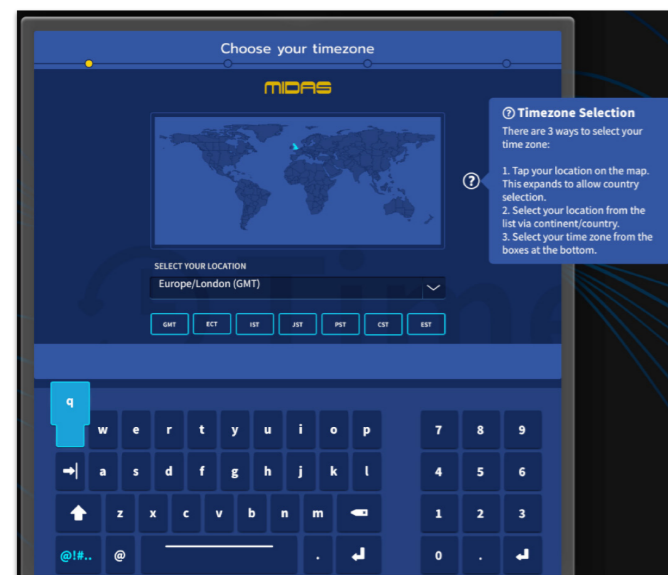 Choose your timezone
MIDAS
? Timezone Selection
There are 3 ways to select your
time zone:
1. Tap your location on the map.
This expands to allow country
selection.
2. Select your location from the
list via continent/country.
3. Select your time zone from the
boxes at the bottom.
?
SELECT YOUR LOCATION
Europe/London (GMT)
GMT ECT IST JST PST CST EST
Time
q
w e r t y u i o p 7 8 9
a s d f g h j k l 4 5 6
z x c v b n m 1 2 3
@!#.. @ . 0 .